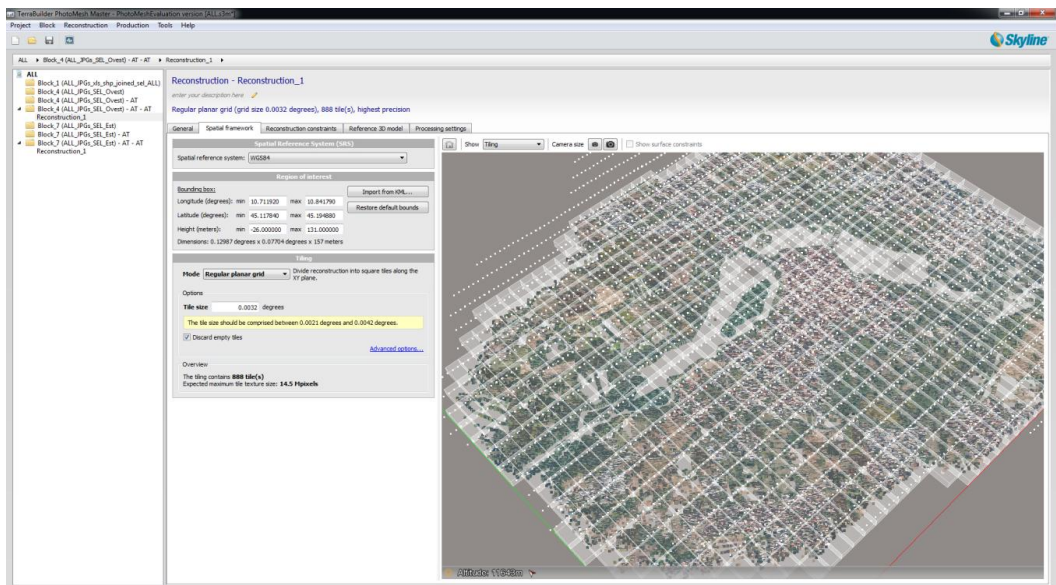 TerraBuilder PhotoMesh Master - PhotoMeshEvaluation version (ALL.s3m*)
Project Block Reconstruction Production Tools Help
Skyline
ALL Block_4 (ALL_JPGs_SEL_Ovest) - AT - AT Reconstruction_1
ALL
Block_1 (ALL_JPGs_xls_shp_joined_sel_ALL)
Block_4 (ALL_JPGs_SEL_Ovest)
Block_4 (ALL_JPGs_SEL_Ovest) - AT
Block_4 (ALL_JPGs_SEL_Ovest) - AT - AT
Reconstruction_1
Block_7 (ALL_JPGs_SEL_Est)
Block_7 (ALL_JPGs_SEL_Est) - AT
Block_7 (ALL_JPGs_SEL_Est) - AT - AT
Reconstruction_1
Reconstruction - Reconstruction_1
enter your description here
Regular planar grid (grid size 0.0032 degrees), 888 tile(s), highest precision
General Spatial framework Reconstruction constraints Reference 3D model Processing settings
Spatial Reference System (SRS)
Spatial reference system: WGS84
Region of interest
Bounding box:
Import from KML...
Longitude (degrees): min 10.711920 max 10.841790
Restore default bounds
Latitude (degrees): min 45.117840 max 45.194880
Height (meters): min -26.000000 max 131.000000
Dimensions: 0.12987 degrees x 0.07704 degrees x 157 meters
Tiling
Mode Regular planar grid Divide reconstruction into square tiles along the
XY plane.
Options
Tile size 0.0032 degrees
The tile size should be comprised between 0.0021 degrees and 0.0042 degrees.
Discard empty tiles
Advanced options...
Overview
The tiling contains 888 tile(s)
Expected maximum tile texture size: 14.5 Mpixels
Show Tiling Camera size Show surface constraints